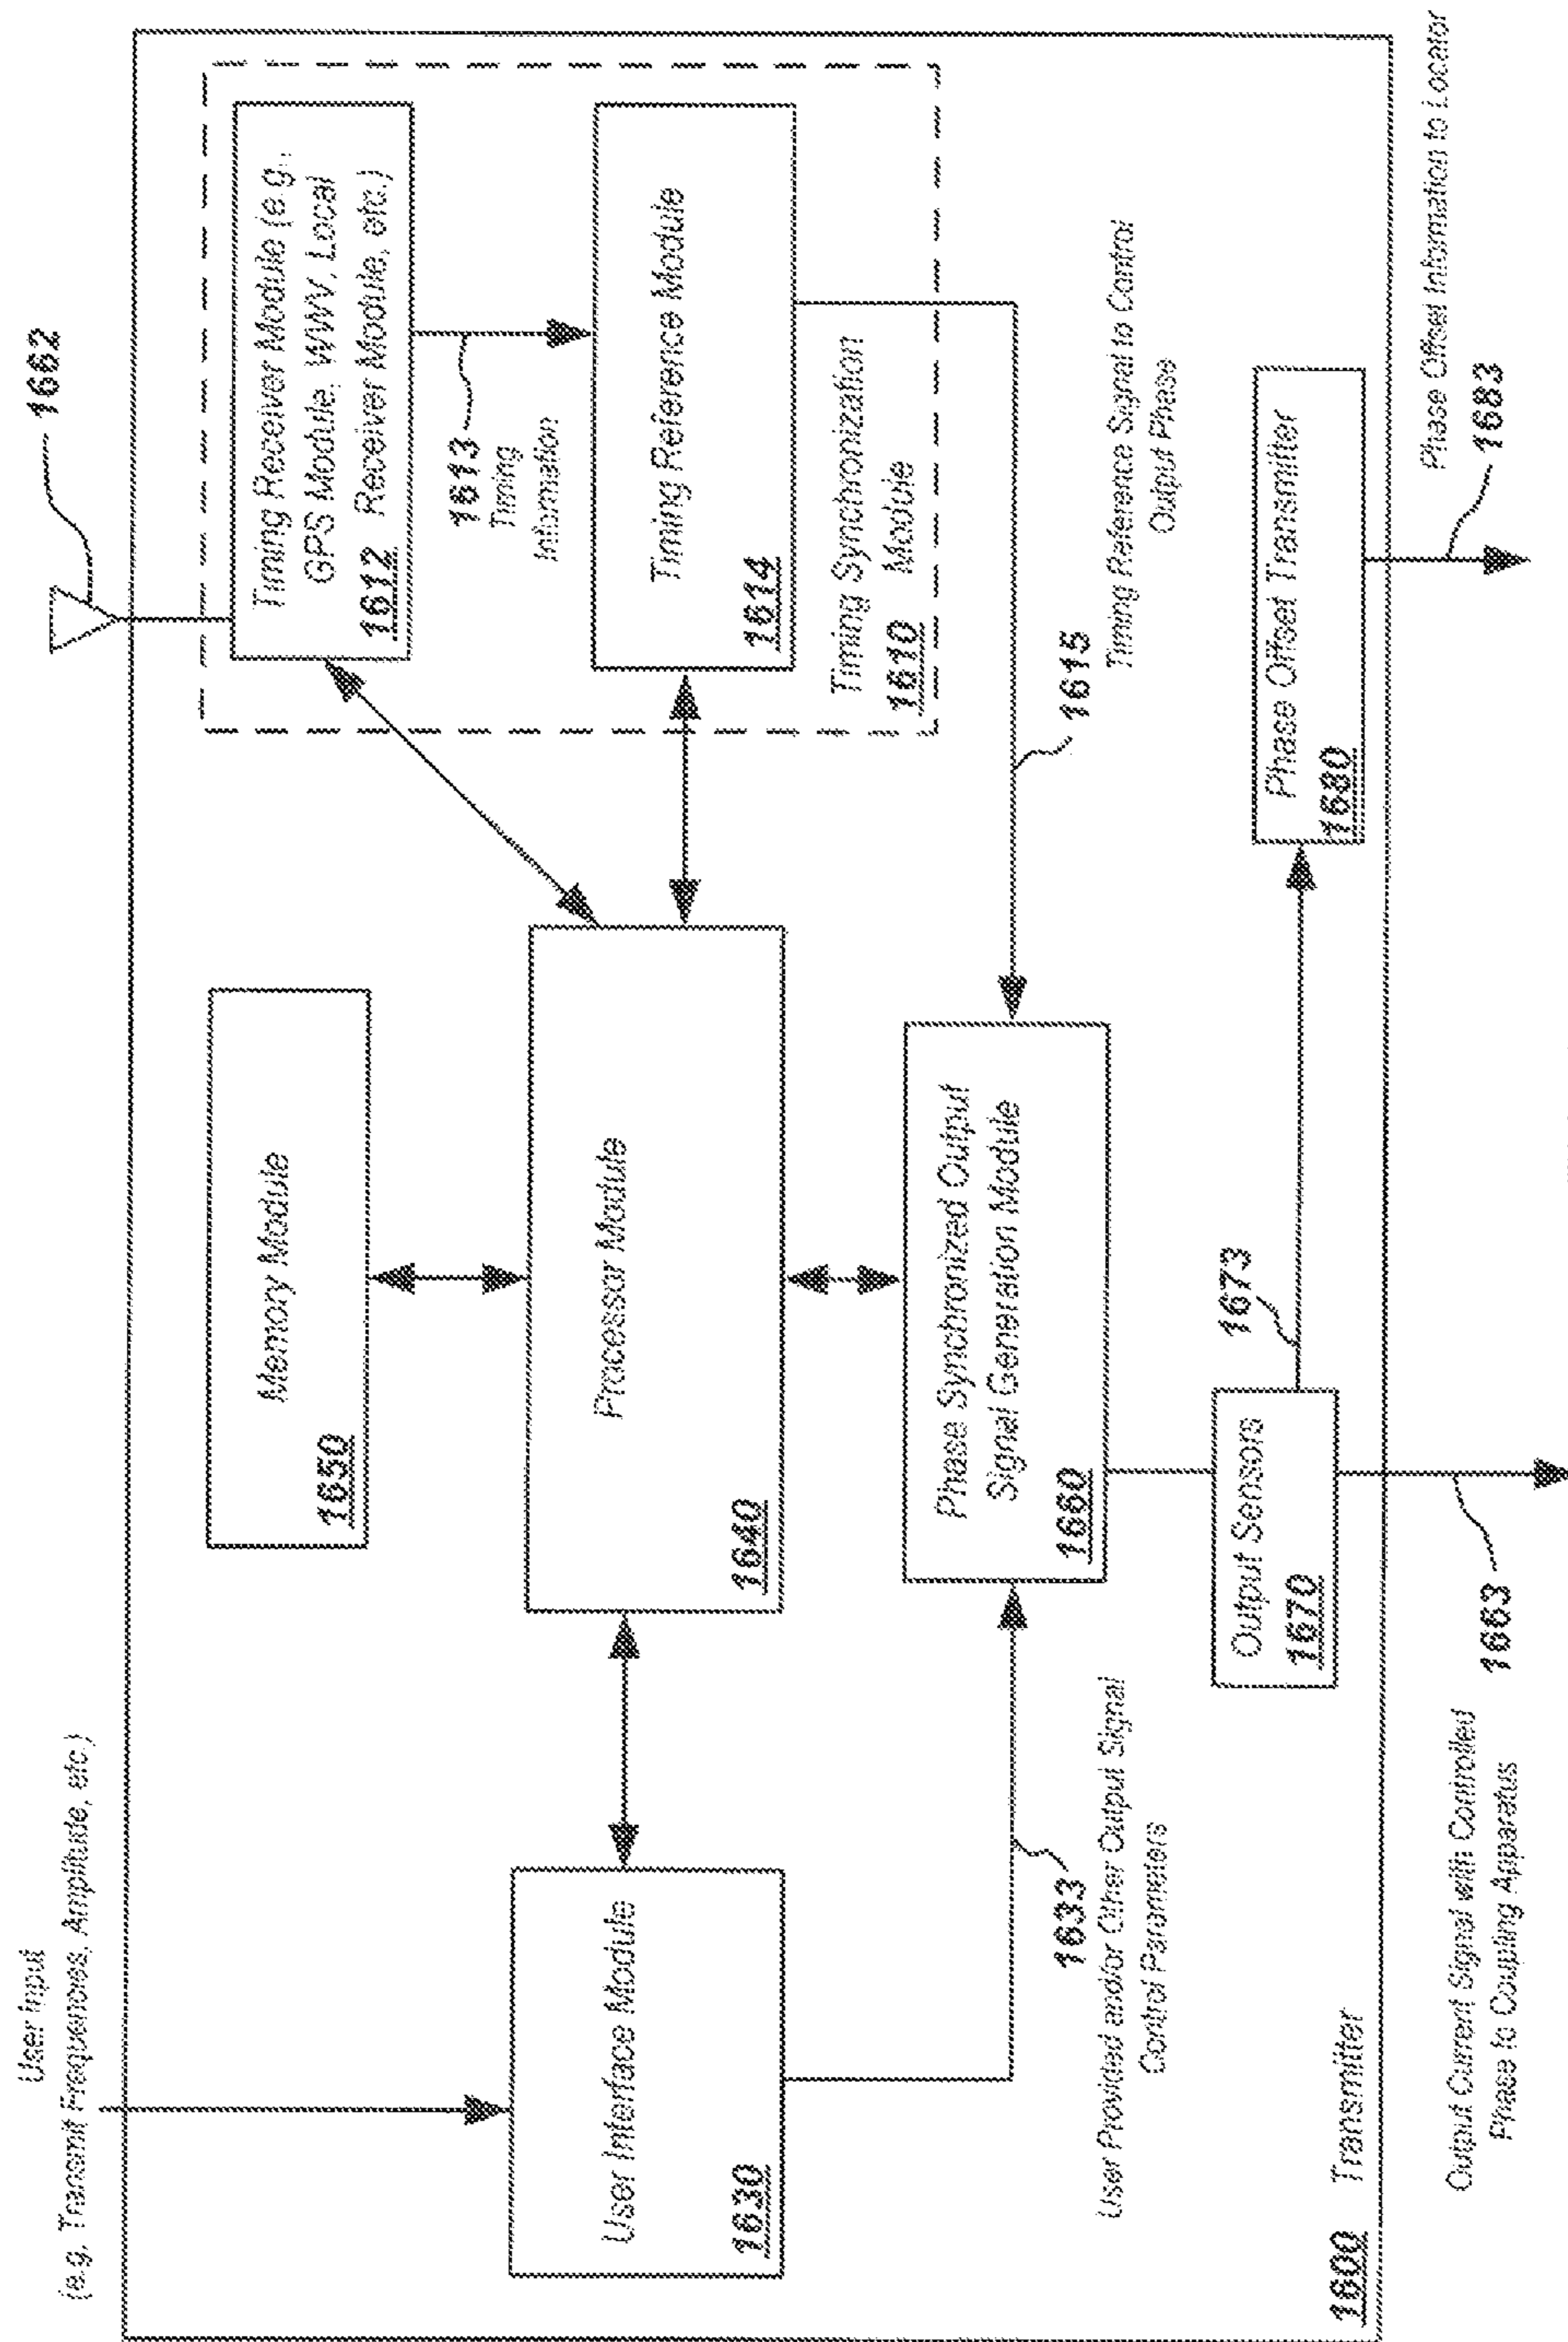 User Input
(e.g. Transmit Frequencies, Amplitude, etc.)
1662
Memory Module
1650
Timing Receiver Module (e.g.
GPS Module, WWV, Local
1612 Receiver Module, etc.)
1613
Timing
Information
User Interface Module
1630
Processor Module
1640
Timing Reference Module
1614
Timing Synchronization
1610 Module
Phase Synchronized Output
Signal Generation Module
1660
1633
User Provided and/or Other Output Signal
Control Parameters
1615
Timing Reference Signal to Control
Output Phase
Output Sensors
1670
1673
Phase Offset Transmitter
1680
1600 Transmitter
Output Current Signal with Controlled
Phase to Coupling Apparatus
1663
Phase Offset Information to Locator
1683